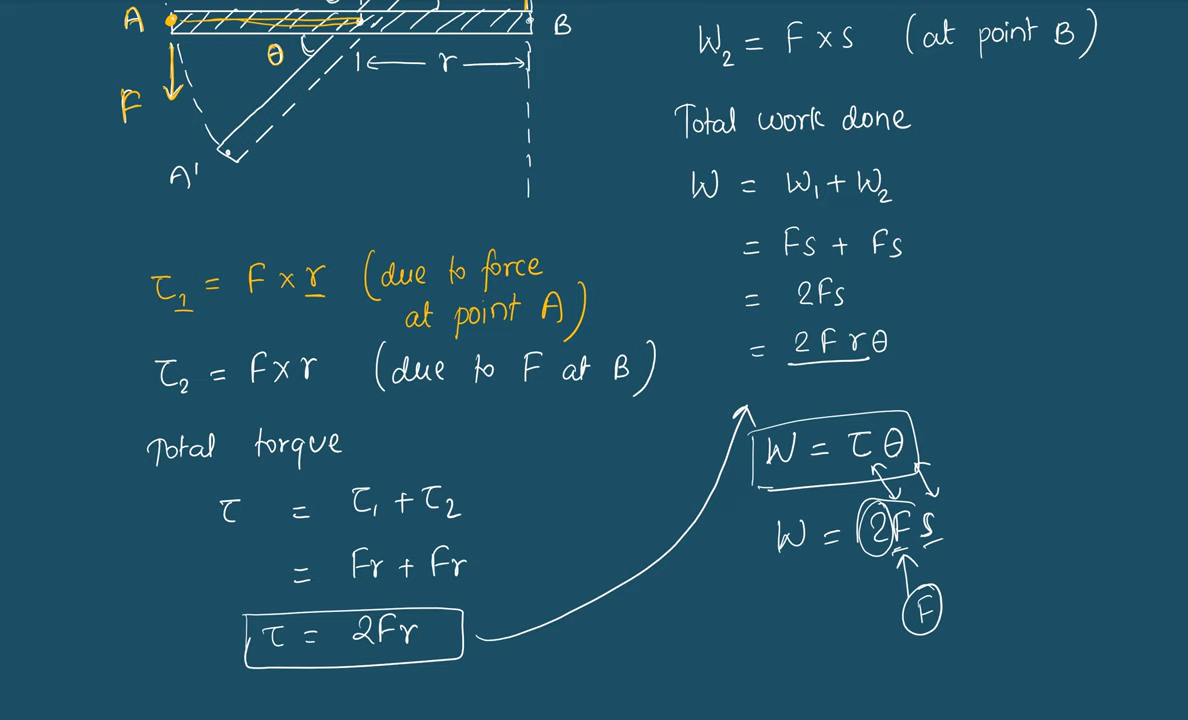 A
B
θ
r
F
A'
τ₁ = F × r (due to force
at point A)
τ₂ = F×r (due to F at B)
Total torque
τ = τ₁ + τ₂
= Fr + Fr
τ = 2Fr
W₂ = F × s (at point B)
Total work done
W = W₁ + W₂
= Fs + Fs
= 2Fs
= 2Frθ
W = τθ
W = 2Fs
F